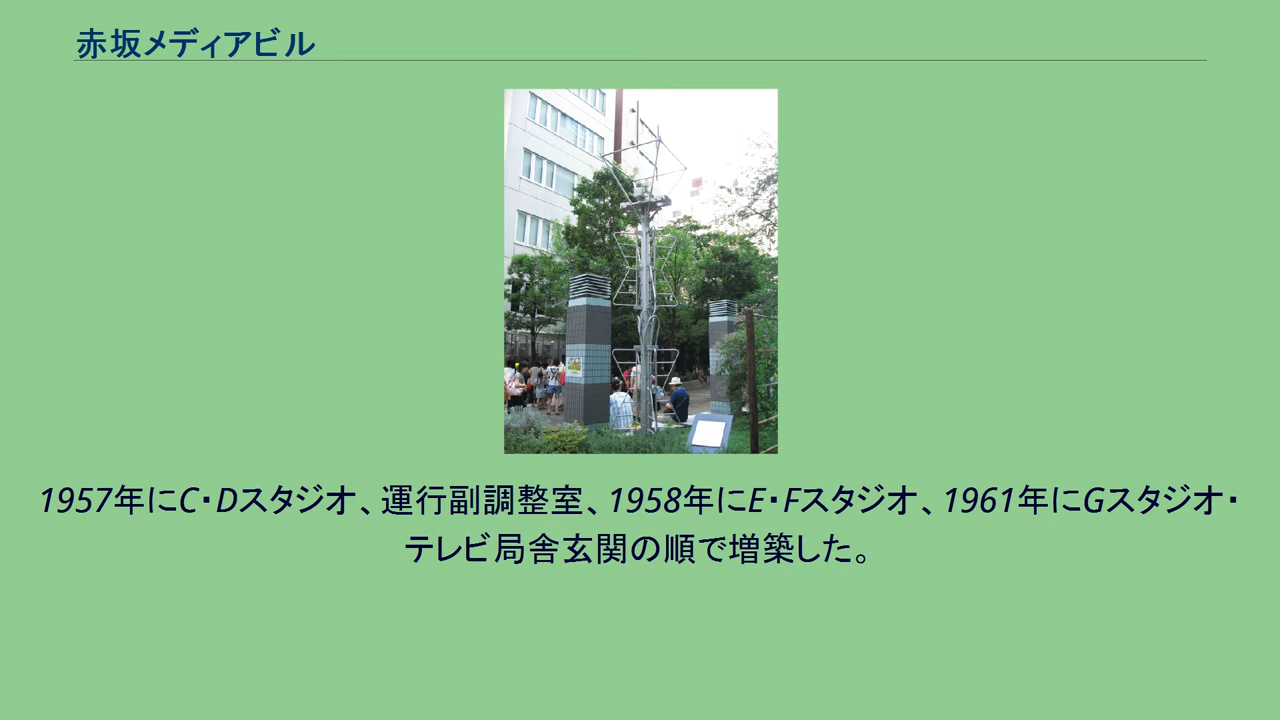 赤坂メディアビル
1957年にC・Dスタジオ、運行副調整室、1958年にE・Fスタジオ、1961年にGスタジオ・
テレビ局舎玄関の順で増築した。